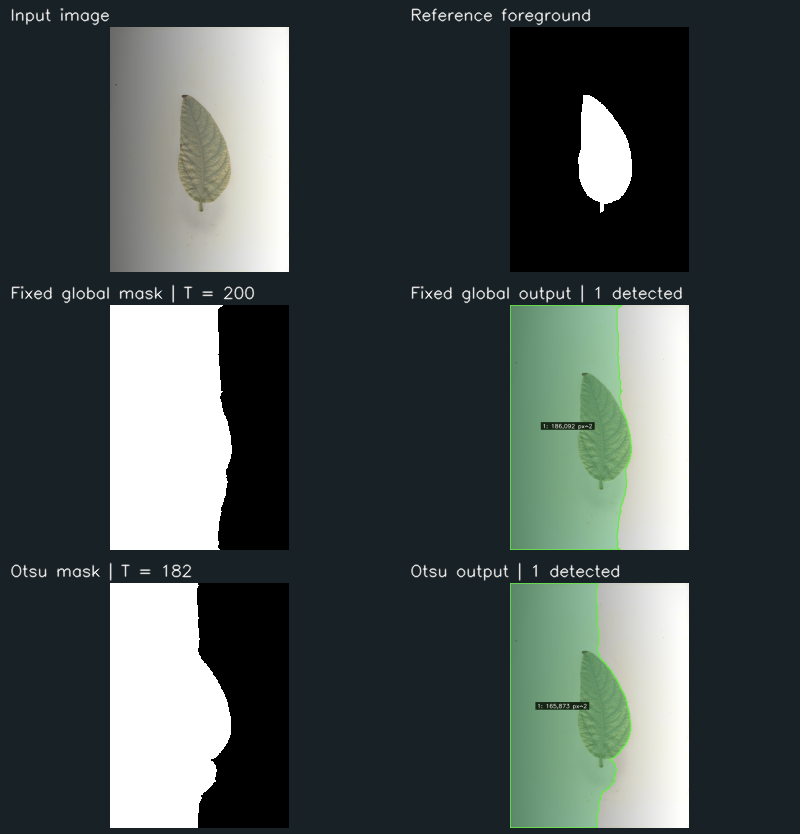 Input image
Reference foreground
Fixed global mask | T = 200
Fixed global output | 1 detected
1: 186,092 px^2
Otsu mask | T = 182
Otsu output | 1 detected
1: 165,873 px^2